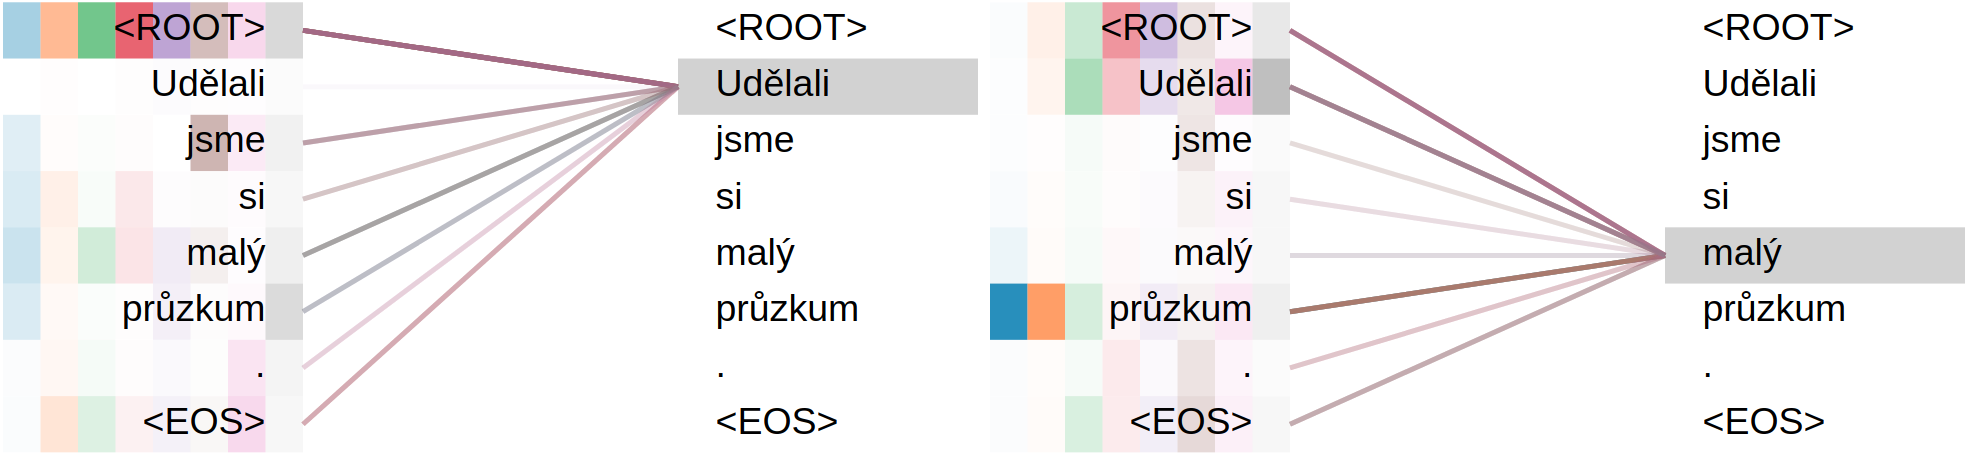 <ROOT> <ROOT> <ROOT> <ROOT>
Udělali Udělali Udělali Udělali
jsme jsme jsme jsme
si si si si
malý malý malý malý
průzkum průzkum průzkum průzkum
. . . .
<EOS> <EOS> <EOS> <EOS>